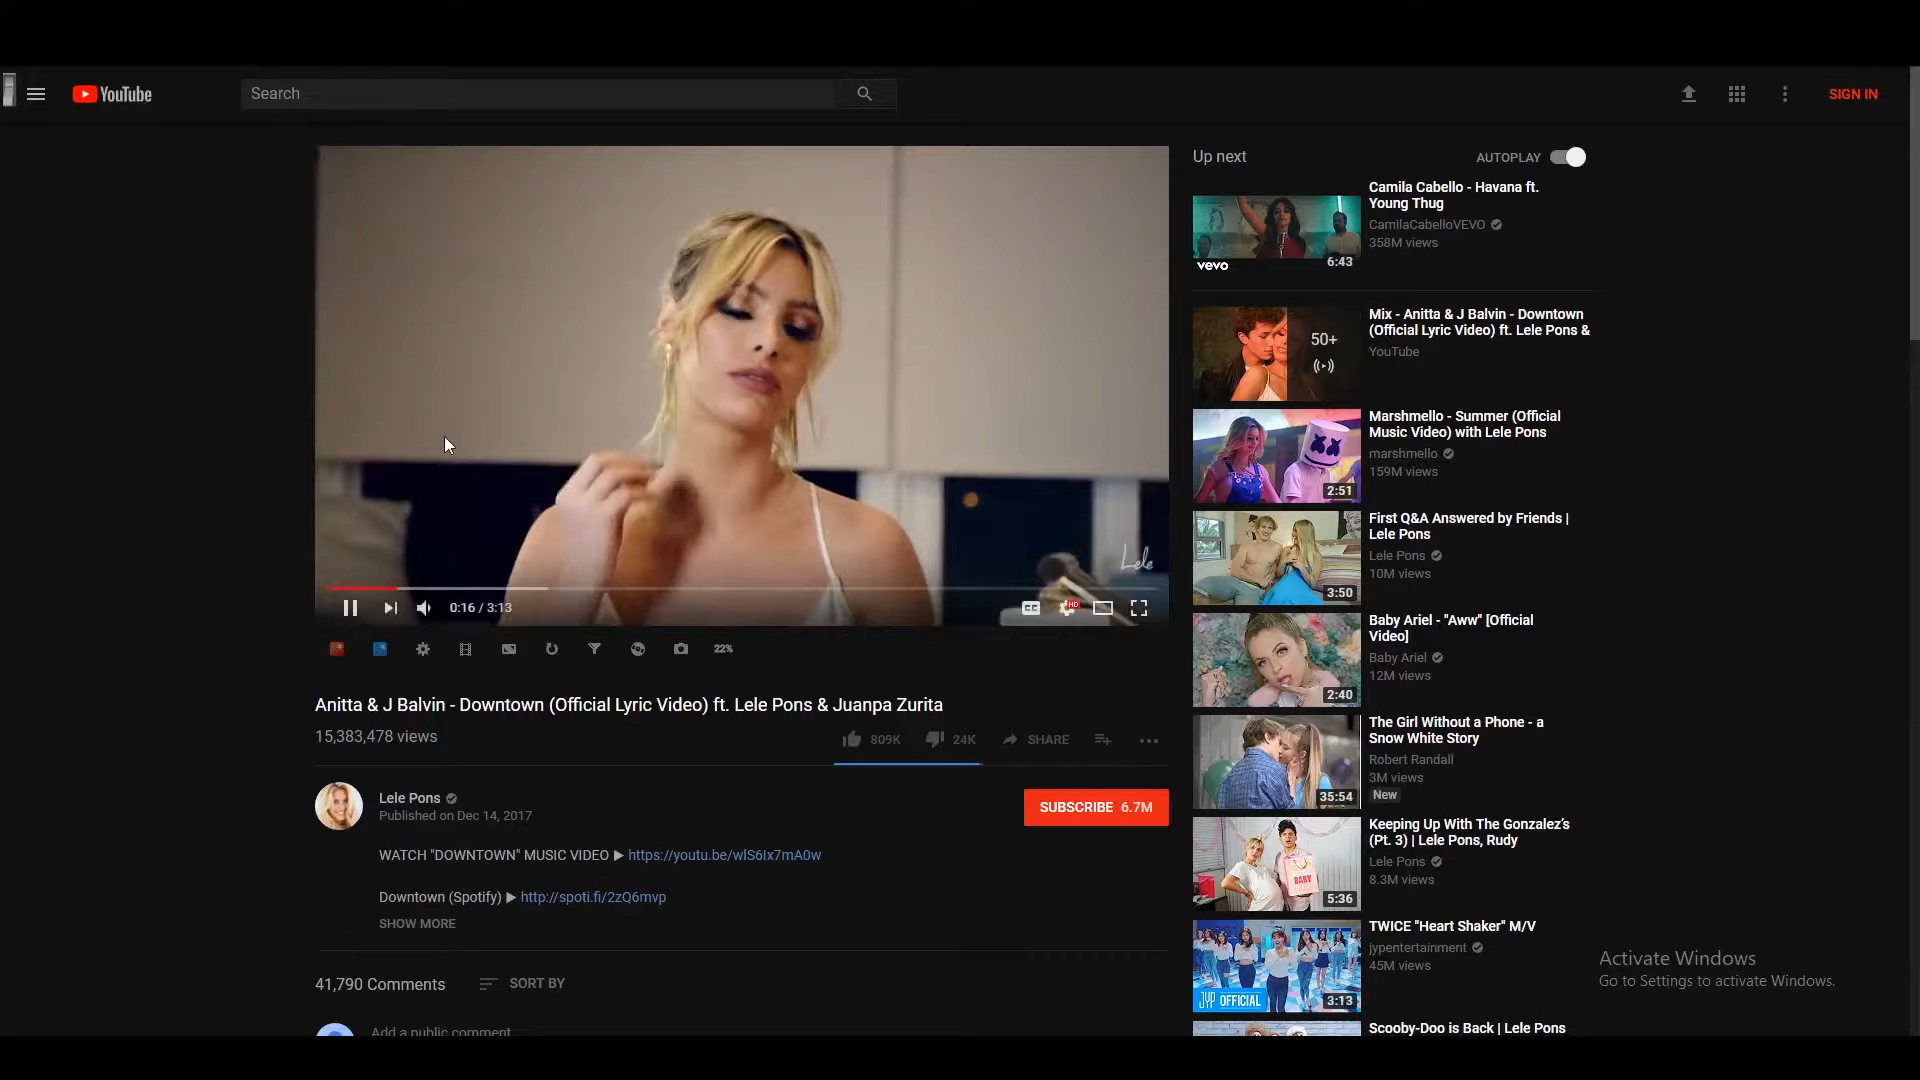 YouTube
Search
SIGN IN
Lele
0:16 / 3:13
CC
HD
22%
Anitta & J Balvin - Downtown (Official Lyric Video) ft. Lele Pons & Juanpa Zurita
15,383,478 views
809K
24K
SHARE
Lele Pons
Published on Dec 14, 2017
SUBSCRIBE 6.7M
WATCH "DOWNTOWN" MUSIC VIDEO ▶ https://youtu.be/wlS6Ix7mA0w
Downtown (Spotify) ▶ http://spoti.fi/2zQ6mvp
SHOW MORE
41,790 Comments
SORT BY
Add a public comment
Up next
AUTOPLAY
vevo
6:43
Camila Cabello - Havana ft.
Young Thug
CamilaCabelloVEVO
358M views
50+
Mix - Anitta & J Balvin - Downtown
(Official Lyric Video) ft. Lele Pons &
YouTube
2:51
Marshmello - Summer (Official
Music Video) with Lele Pons
marshmello
159M views
3:50
First Q&A Answered by Friends |
Lele Pons
Lele Pons
10M views
2:40
Baby Ariel - "Aww" [Official
Video]
Baby Ariel
12M views
35:54
The Girl Without a Phone - a
Snow White Story
Robert Randall
3M views
New
BABY
5:36
Keeping Up With The Gonzalez's
(Pt. 3) | Lele Pons, Rudy
Lele Pons
8.3M views
JYP OFFICIAL
3:13
TWICE "Heart Shaker" M/V
jypentertainment
45M views
Scooby-Doo is Back | Lele Pons
Activate Windows
Go to Settings to activate Windows.